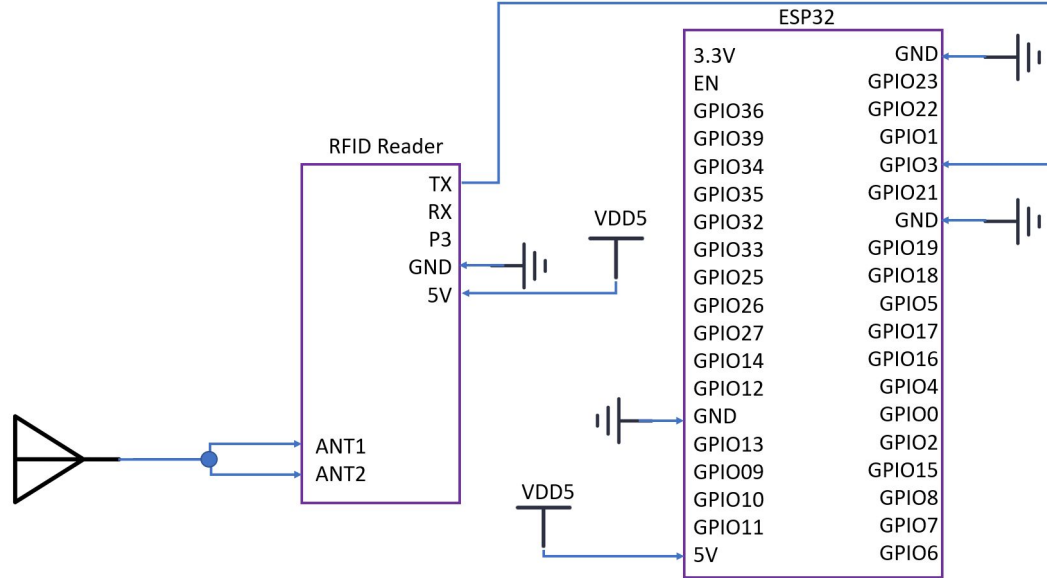 ESP32
RFID Reader
TX
RX
P3
GND
5V
ANT1
ANT2
VDD5
VDD5
3.3V
EN
GPIO36
GPIO39
GPIO34
GPIO35
GPIO32
GPIO33
GPIO25
GPIO26
GPIO27
GPIO14
GPIO12
GND
GPIO13
GPIO09
GPIO10
GPIO11
5V
GND
GPIO23
GPIO22
GPIO1
GPIO3
GPIO21
GND
GPIO19
GPIO18
GPIO5
GPIO17
GPIO16
GPIO4
GPIO0
GPIO2
GPIO15
GPIO8
GPIO7
GPIO6